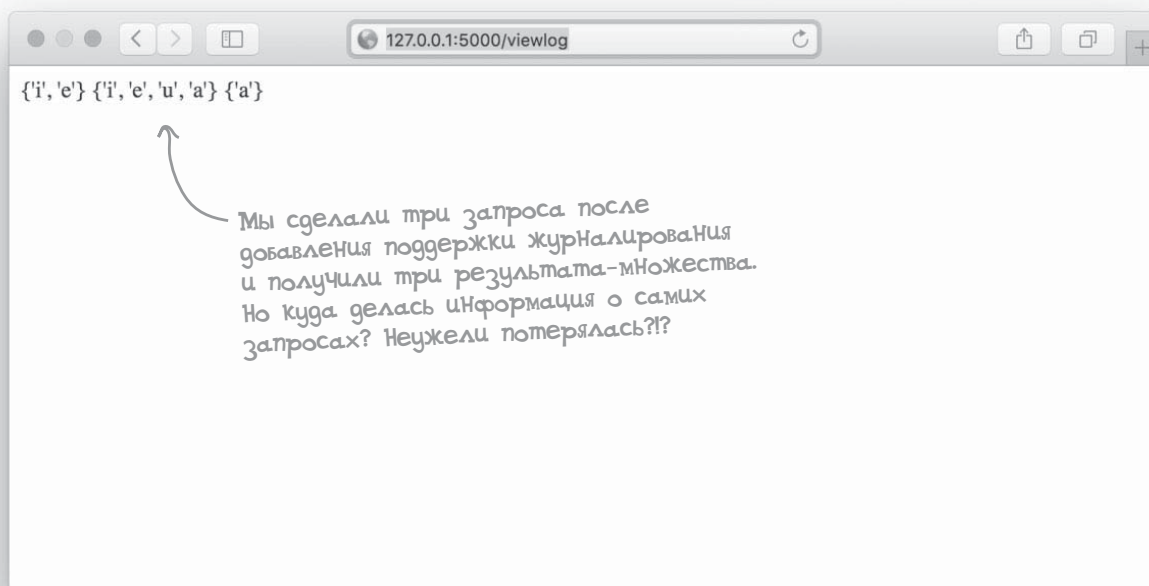 127.0.0.1:5000/viewlog
{'i', 'e'} {'i', 'e', 'u', 'a'} {'a'}
Мы сделали три запроса после
добавления поддержки журналирования
и получили три результата-множества.
Но куда делась информация о самих
запросах? Неужели потерялась?!?